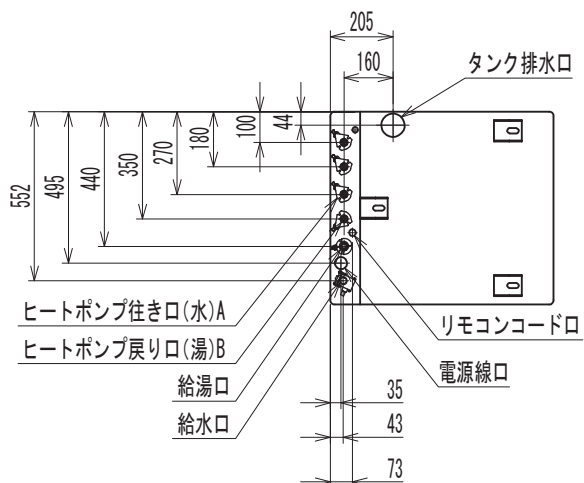 205
160
タンク排水口
44
100
180
270
350
440
495
552
ヒートポンプ往き口(水)A
ヒートポンプ戻り口(湯)B
給湯口
給水口
リモコンコード口
電源線口
35
43
73